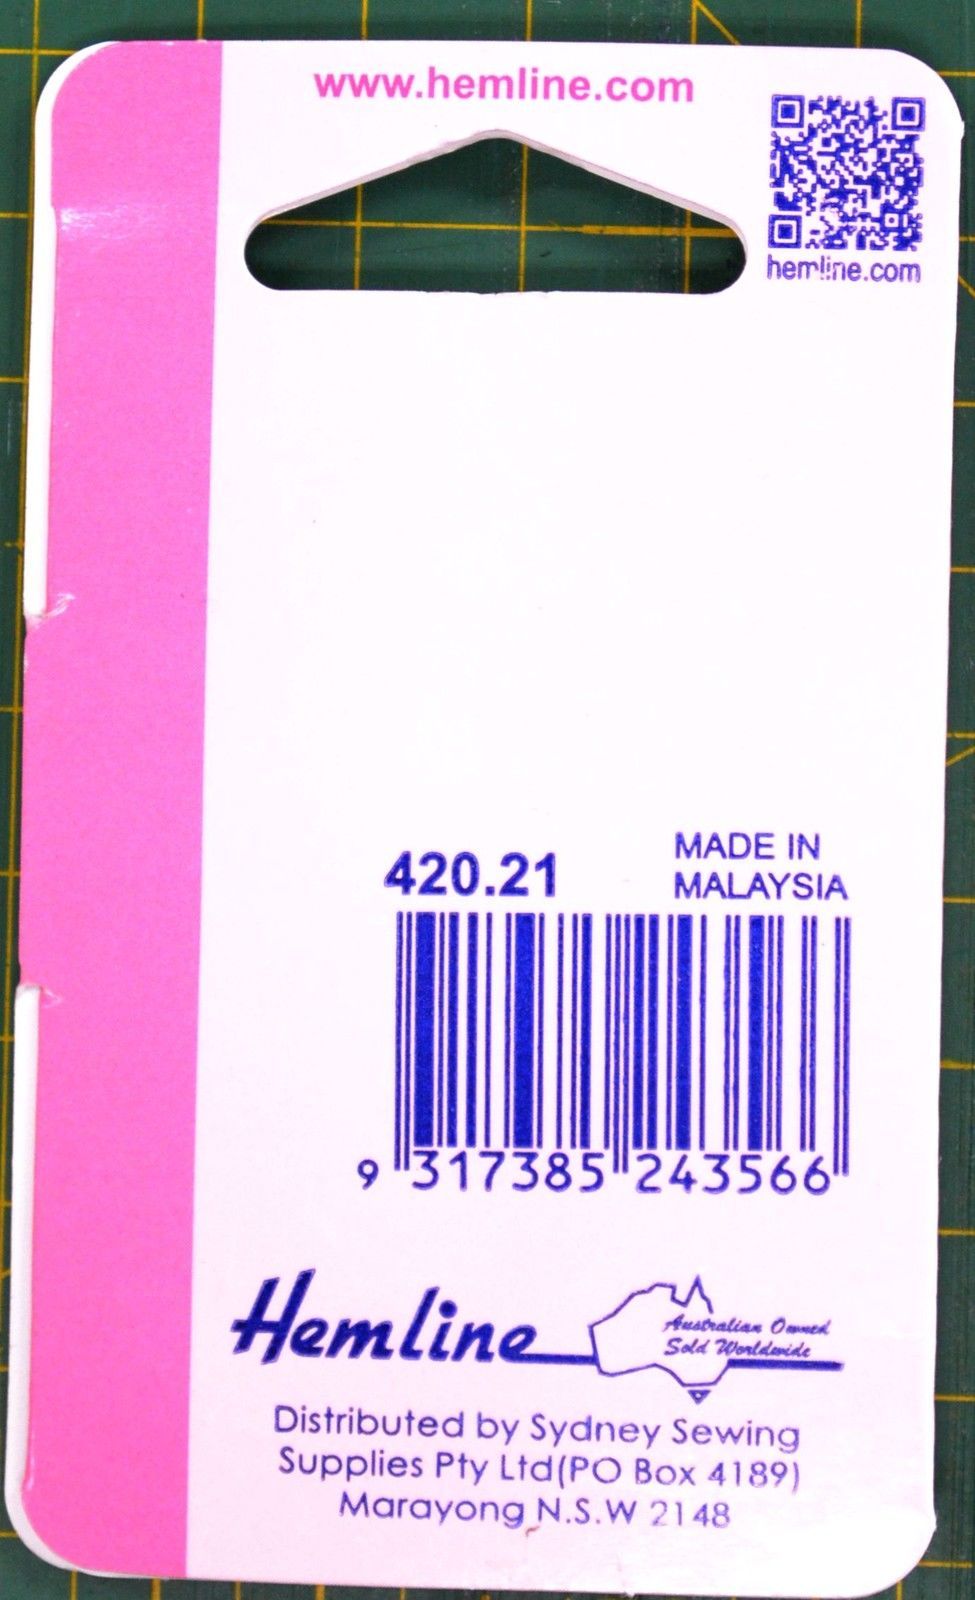 www.hemline.com
hemline.com
420.21
MADE IN
MALAYSIA
9 317385 243566
Hemline
Australian Owned
Sold Worldwide
Distributed by Sydney Sewing
Supplies Pty Ltd(PO Box 4189)
Marayong N.S.W 2148